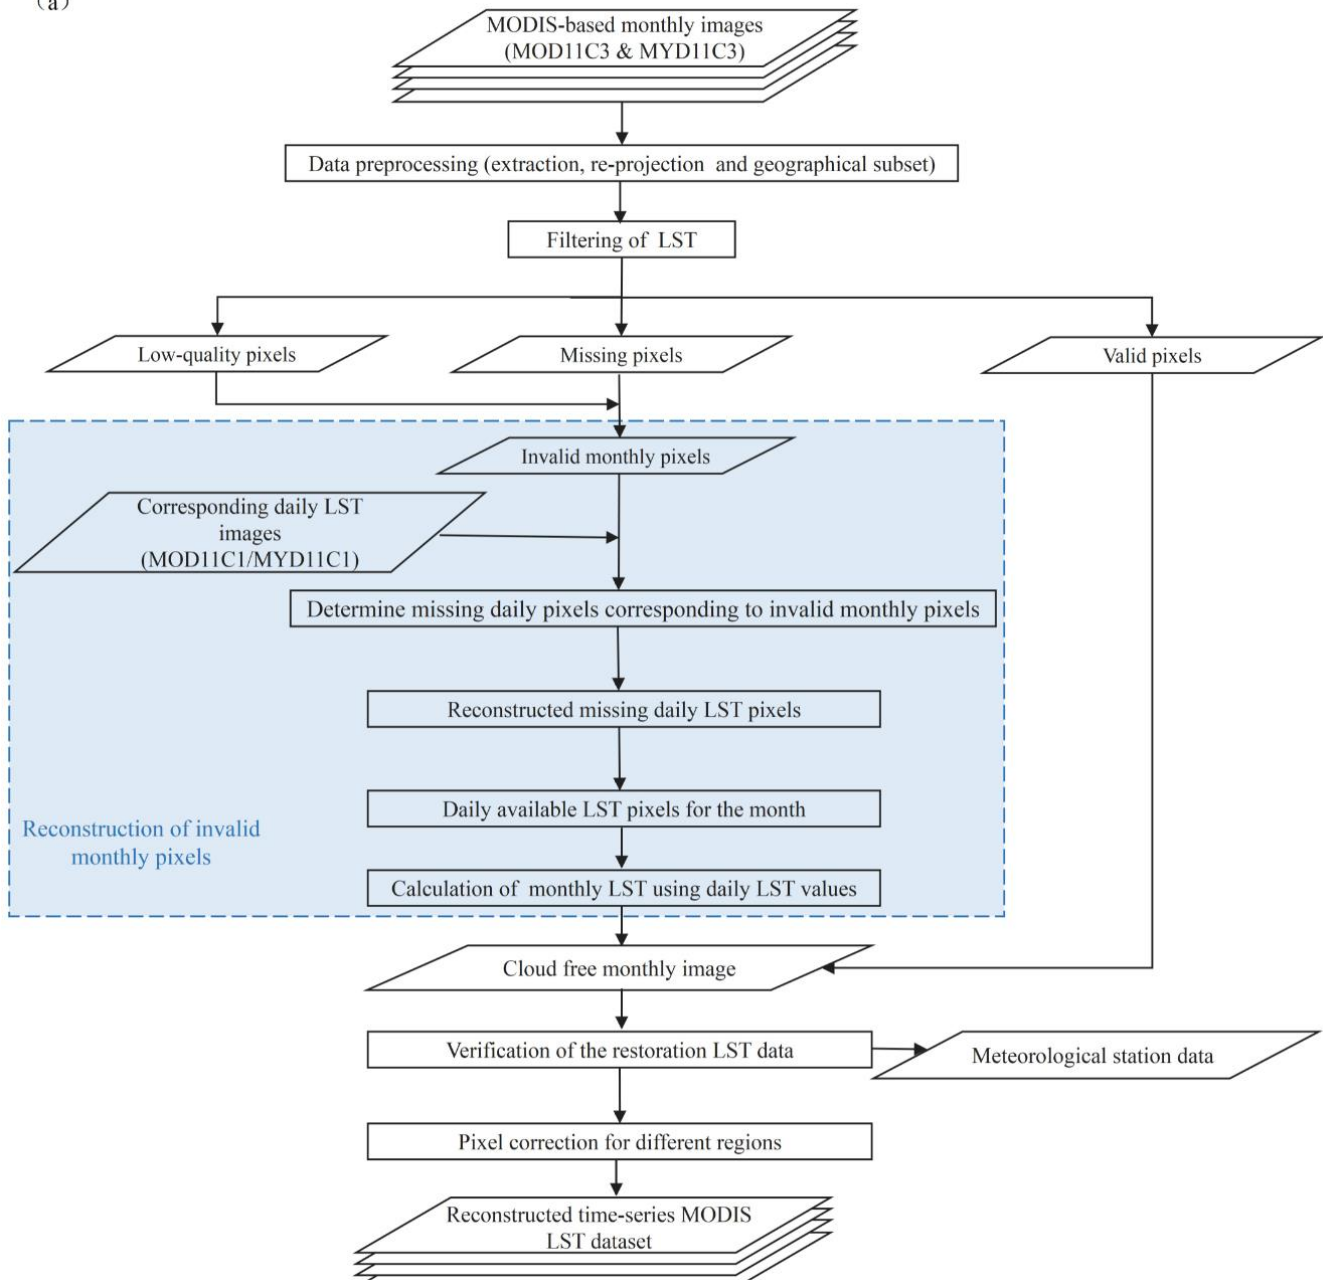 (a)
MODIS-based monthly images
(MOD11C3 & MYD11C3)
Data preprocessing (extraction, re-projection and geographical subset)
Filtering of LST
Low-quality pixels
Missing pixels
Valid pixels
Invalid monthly pixels
Corresponding daily LST
images
(MOD11C1/MYD11C1)
Determine missing daily pixels corresponding to invalid monthly pixels
Reconstructed missing daily LST pixels
Daily available LST pixels for the month
Reconstruction of invalid
monthly pixels
Calculation of monthly LST using daily LST values
Cloud free monthly image
Verification of the restoration LST data
Meteorological station data
Pixel correction for different regions
Reconstructed time-series MODIS
LST dataset